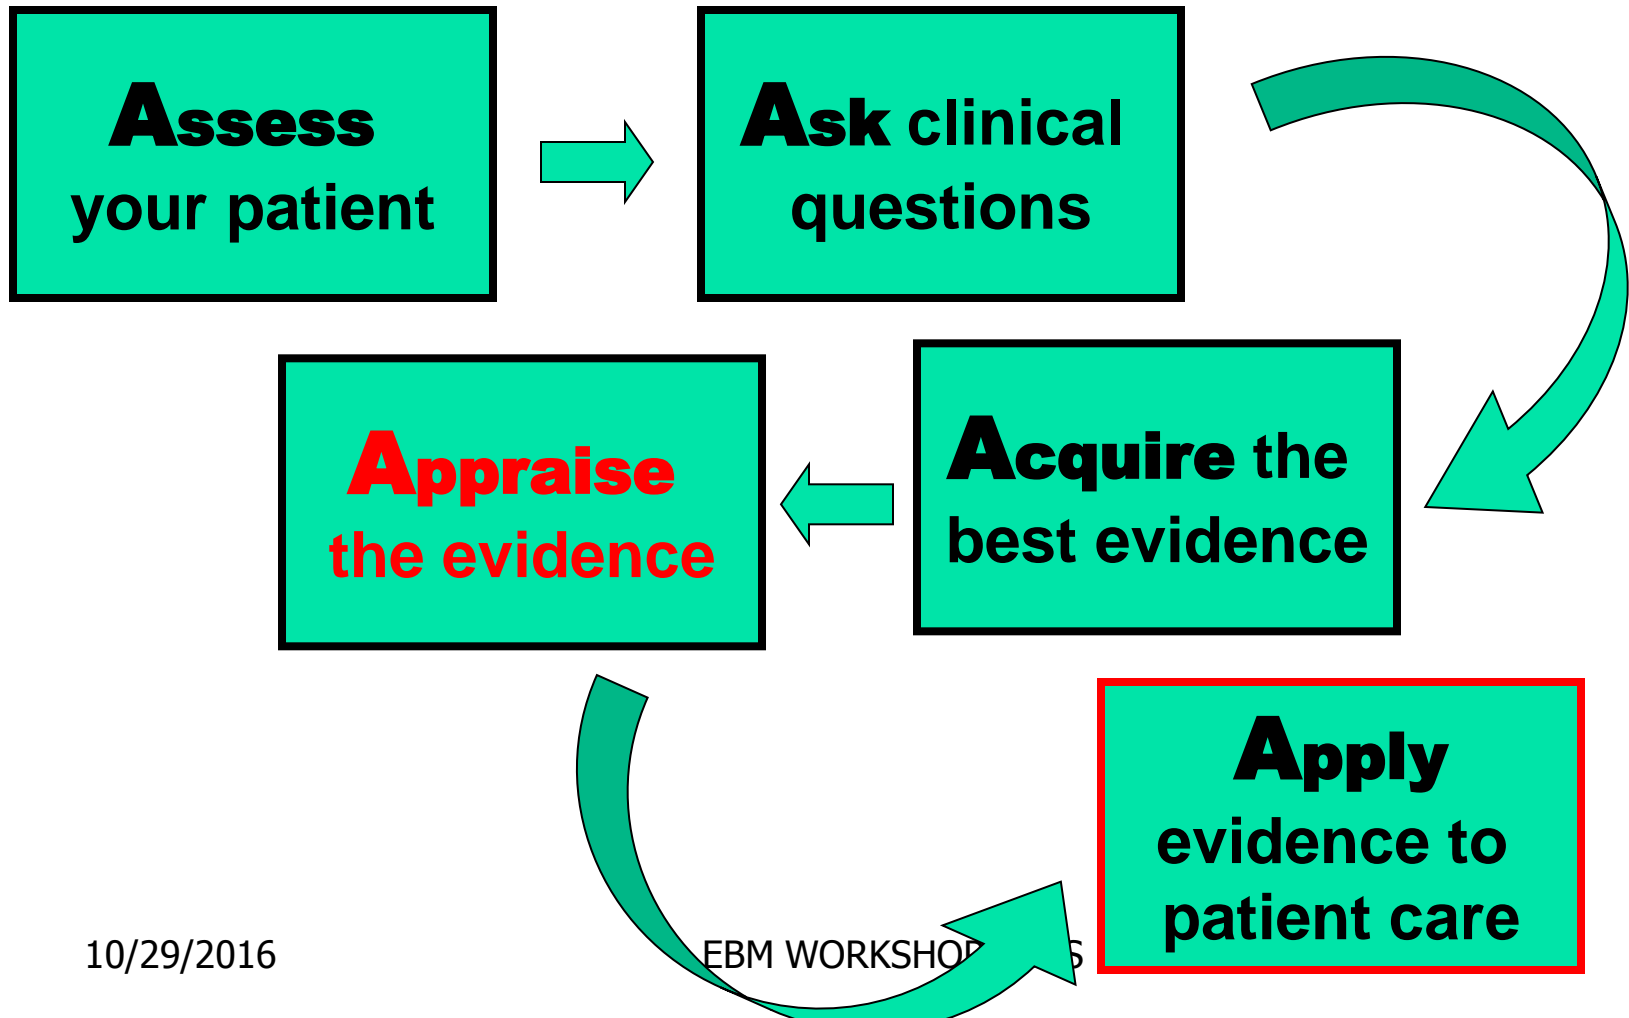 Assess
your patient
Ask clinical
questions
Acquire the
best evidence
Appraise
the evidence
Apply
evidence to
patient care
10/29/2016
EBM